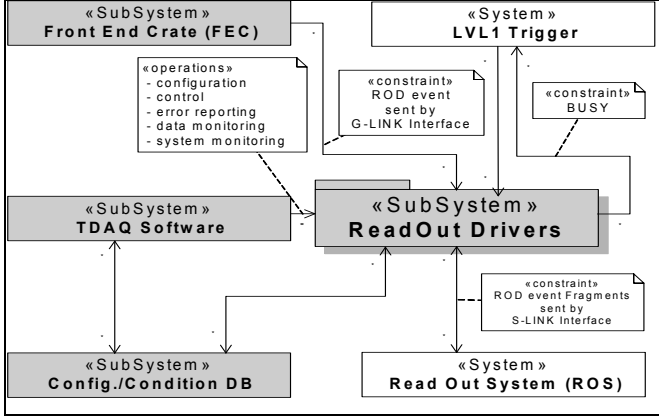 «SubSystem»
Front End Crate (FEC)
«System»
LVL1 Trigger
«operations»
- configuration
- control
- error reporting
- data monitoring
- system monitoring
«constraint»
ROD event
sent by
G-LINK Interface
«constraint»
BUSY
«SubSystem»
TDAQ Software
«SubSystem»
ReadOut Drivers
«constraint»
ROD event Fragments
sent by
S-LINK Interface
«SubSystem»
Config./Condition DB
«System»
Read Out System (ROS)